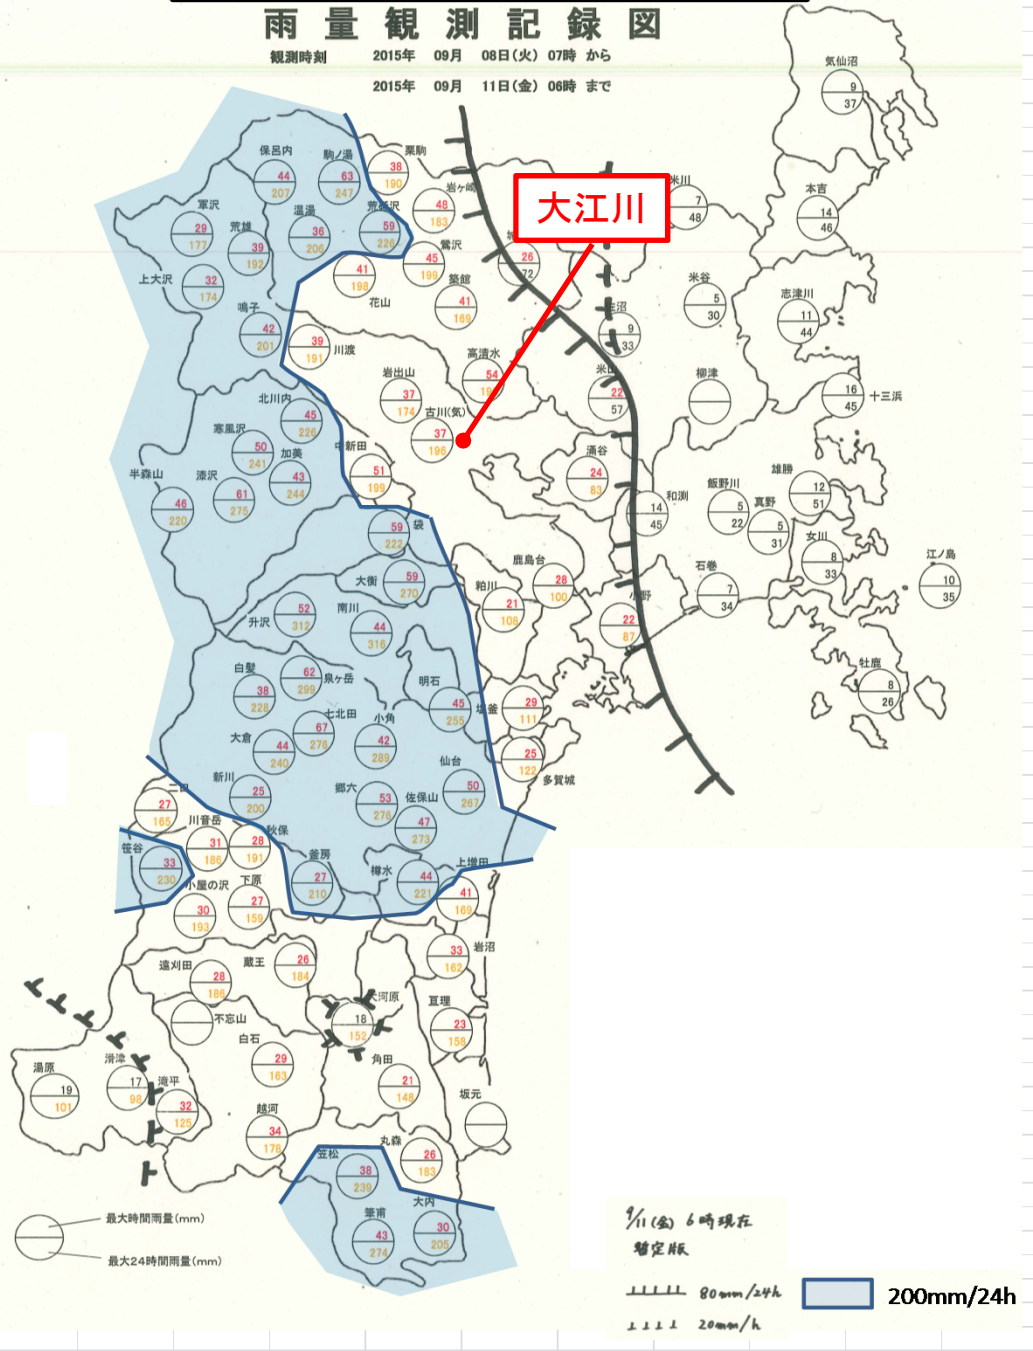 雨量観測記録図
観測時刻 2015年 09月 08日(火) 07時 から
2015年 09月 11日(金) 06時 まで
気仙沼
9
37
保呂内
44
207
駒ノ湯
63
247
栗駒
38
190
岩ヶ崎
48
183
大江川
米川
7
48
本吉
14
46
軍沢
29
177
荒雄
39
192
温湯
36
206
荒砥沢
59
226
鶯沢
45
199
26
72
上大沢
32
174
41
198
花山
築館
41
169
米谷
5
30
志津川
11
44
鳴子
42
201
39
191
川渡
高清水
54
9
33
岩出山
37
174
米山
22
57
柳津
16
45
十三浜
北川内
45
226
古川(気)
37
196
寒風沢
50
241
加美
43
244
中新田
51
199
涌谷
24
83
半森山
46
220
漆沢
61
275
14
45
和渕
飯野川
5
22
真野
5
31
雄勝
12
51
袋
59
222
女川
8
33
江ノ島
10
35
大衡
59
270
鹿島台
28
100
粕川
21
108
石巻
7
34
升沢
52
312
南川
44
316
小野
22
87
白髪
38
228
62
299
泉ヶ岳
明石
45
255
塩釜
29
111
牡鹿
8
26
七北田
67
276
小角
42
289
大倉
44
240
25
122
多賀城
新川
25
200
郷六
53
276
佐保山
47
273
仙台
50
267
27
165
川音岳
31
186
秋保
28
191
笹谷
33
230
釜房
27
210
樽水
44
221
上増田
41
169
小屋の沢
30
193
下原
27
159
岩沼
33
162
遠刈田
28
186
蔵王
26
184
不忘山
大河原
18
152
亘理
23
158
白石
29
163
角田
21
148
湯原
19
101
滑津
17
98
滝平
32
125
坂元
越河
34
178
丸森
26
183
笠松
38
239
筆甫
43
274
大内
30
205
最大時間雨量(mm)
最大24時間雨量(mm)
9/11(金) 6時現在
暫定版
80mm/24h
20mm/h
200mm/24h